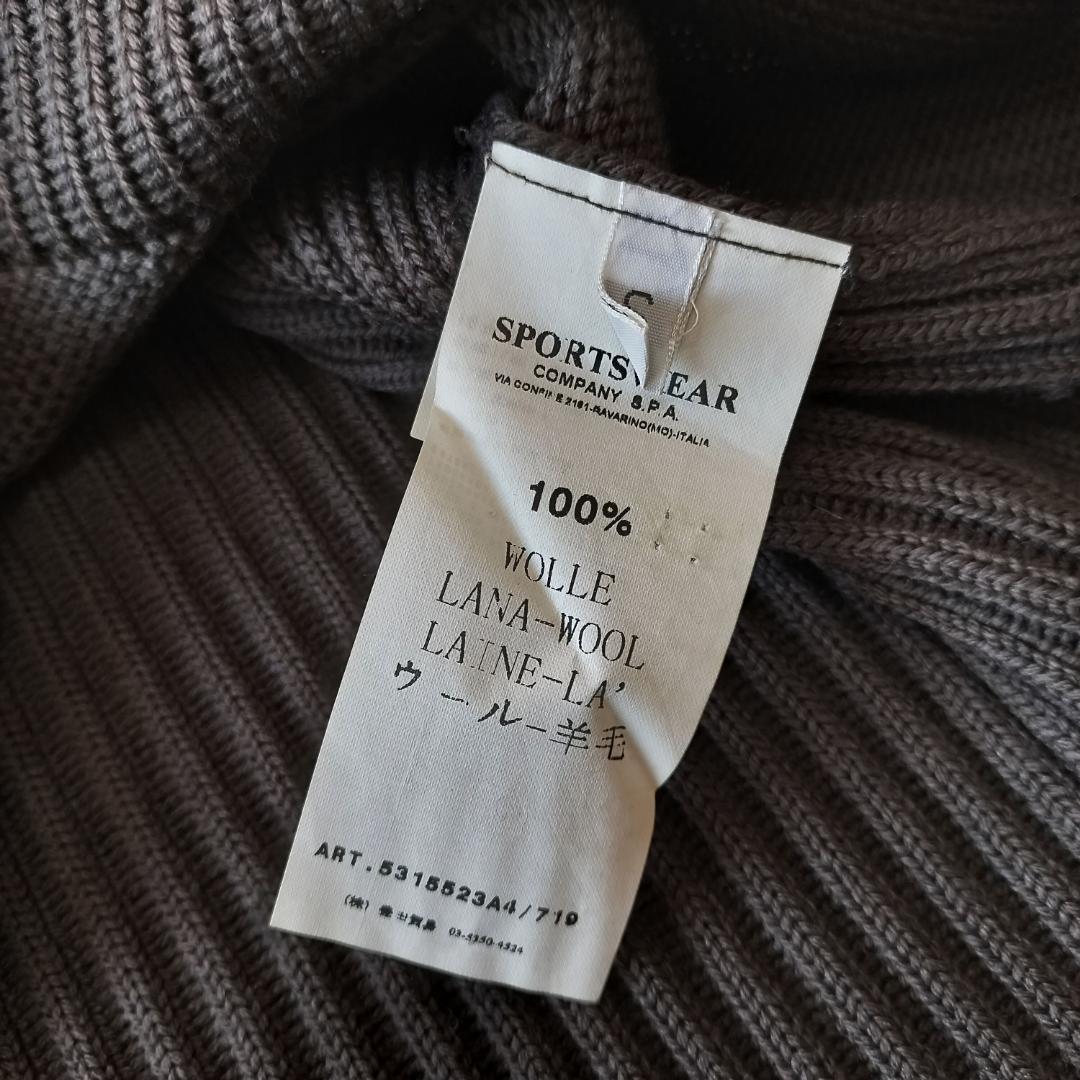 S
SPORTSWEAR
COMPANY S.P.A.
VIA 2161-RAVARINO(MO)-ITALIA
100%
WOLLE
LANA-WOOL
LAINE-LA'
ウール-羊毛
ART.5315523A4/719
(株)